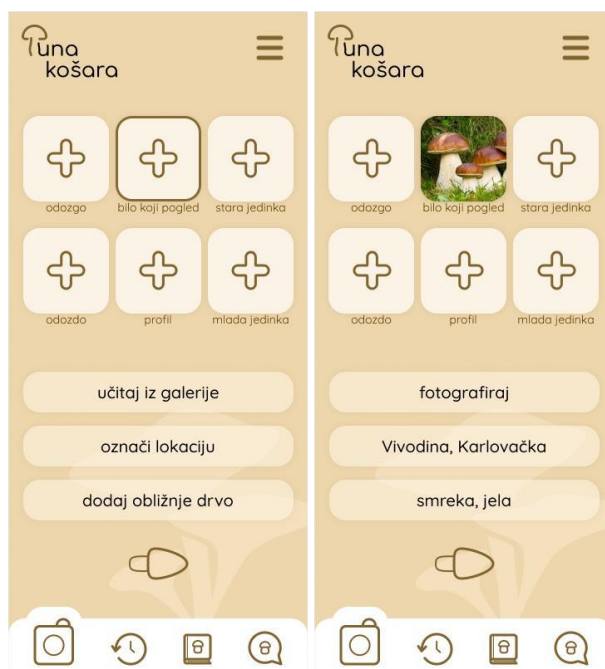 Puna
košara
odozgo bilo koji pogled stara jedinka
odozdo profil mlada jedinka
učitaj iz galerije
označi lokaciju
dodaj obližnje drvo
Puna
košara
odozgo bilo koji pogled stara jedinka
odozdo profil mlada jedinka
fotografiraj
Vivodina, Karlovačka
smreka, jela